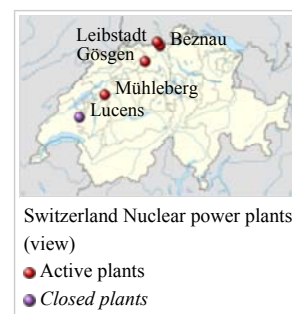 Leibstadt
Beznau
Gösgen
Mühleberg
Lucens
Switzerland Nuclear power plants
(view)
Active plants
Closed plants